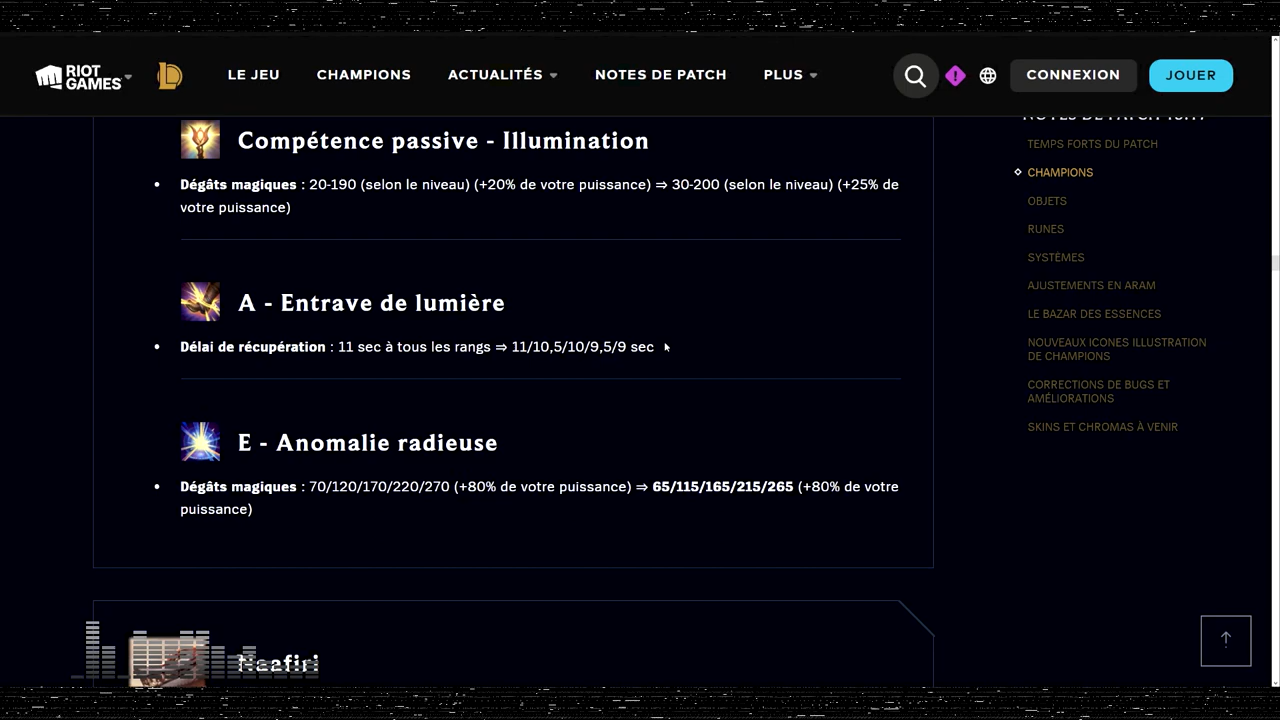 RIOT
GAMES
LE JEU
CHAMPIONS
ACTUALITÉS
NOTES DE PATCH
PLUS
CONNEXION
JOUER
Compétence passive - Illumination
Dégâts magiques : 20-190 (selon le niveau) (+20% de votre puissance) ⇒ 30-200 (selon le niveau) (+25% de
votre puissance)
A - Entrave de lumière
Délai de récupération : 11 sec à tous les rangs ⇒ 11/10,5/10/9,5/9 sec
E - Anomalie radieuse
Dégâts magiques : 70/120/170/220/270 (+80% de votre puissance) ⇒ 65/115/165/215/265 (+80% de votre
puissance)
Naafiri
TEMPS FORTS DU PATCH
CHAMPIONS
OBJETS
RUNES
SYSTÈMES
AJUSTEMENTS EN ARAM
LE BAZAR DES ESSENCES
NOUVEAUX ICONES ILLUSTRATION
DE CHAMPIONS
CORRECTIONS DE BUGS ET
AMÉLIORATIONS
SKINS ET CHROMAS À VENIR